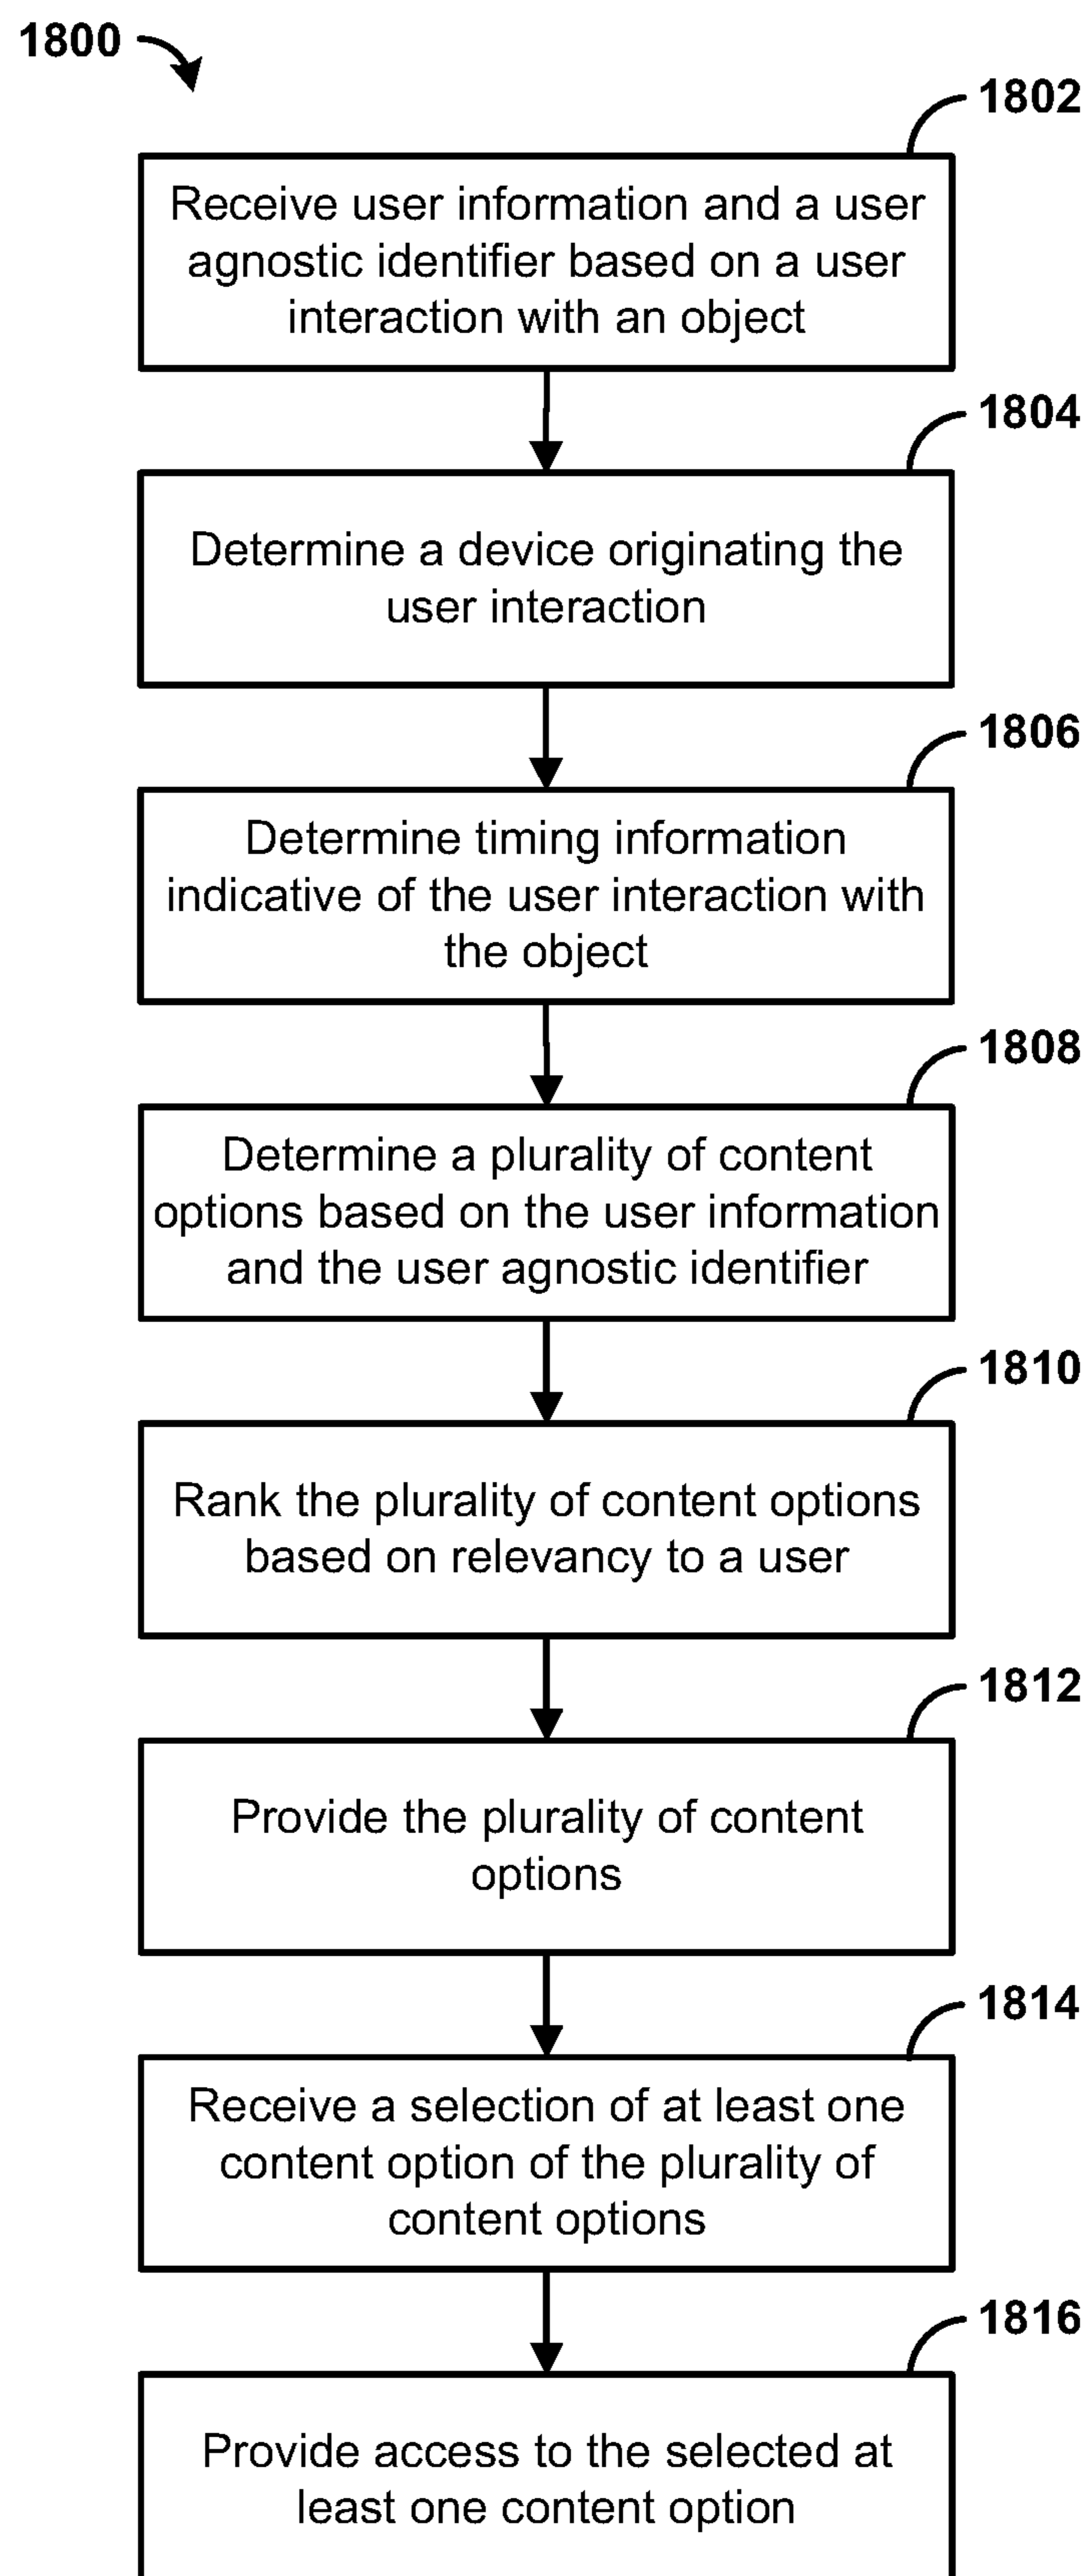 1800
1802
Receive user information and a user
agnostic identifier based on a user
interaction with an object
1804
Determine a device originating the
user interaction
1806
Determine timing information
indicative of the user interaction with
the object
1808
Determine a plurality of content
options based on the user information
and the user agnostic identifier
1810
Rank the plurality of content options
based on relevancy to a user
1812
Provide the plurality of content
options
1814
Receive a selection of at least one
content option of the plurality of
content options
1816
Provide access to the selected at
least one content option